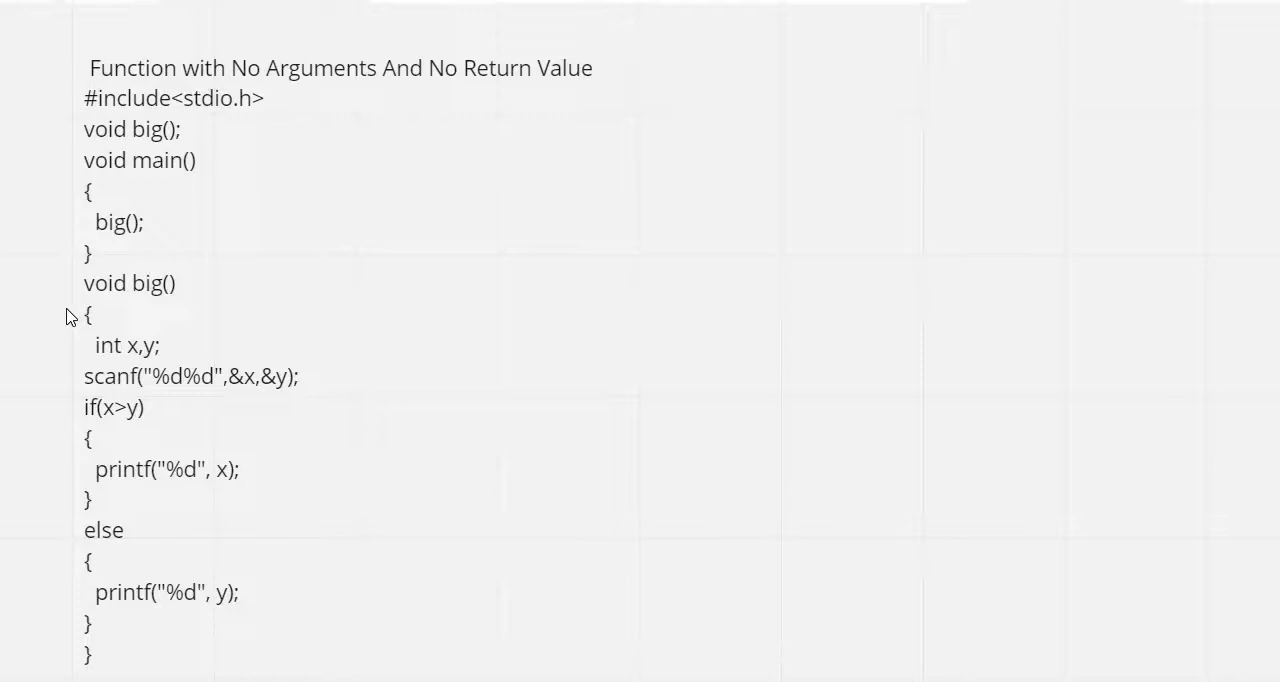 Function with No Arguments And No Return Value
#include<stdio.h>
void big();
void main()
{
big();
}
void big()
{
int x,y;
scanf("%d%d",&x,&y);
if(x>y)
{
printf("%d", x);
}
else
{
printf("%d", y);
}
}